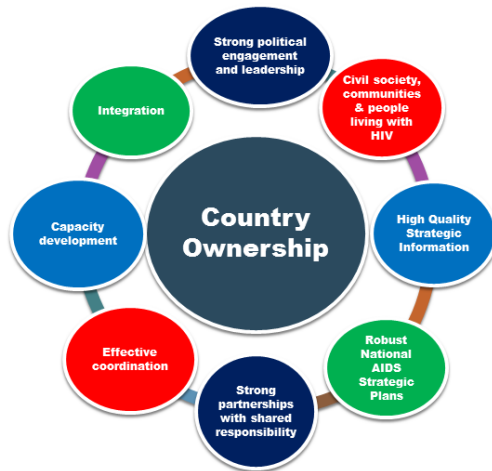 Strong political
engagement
and leadership
Civil society,
communities
& people
living with
HIV
High Quality
Strategic
Information
Robust
National
AIDS
Strategic
Plans
Strong
partnerships
with shared
responsibility
Effective
coordination
Capacity
development
Integration
Country
Ownership